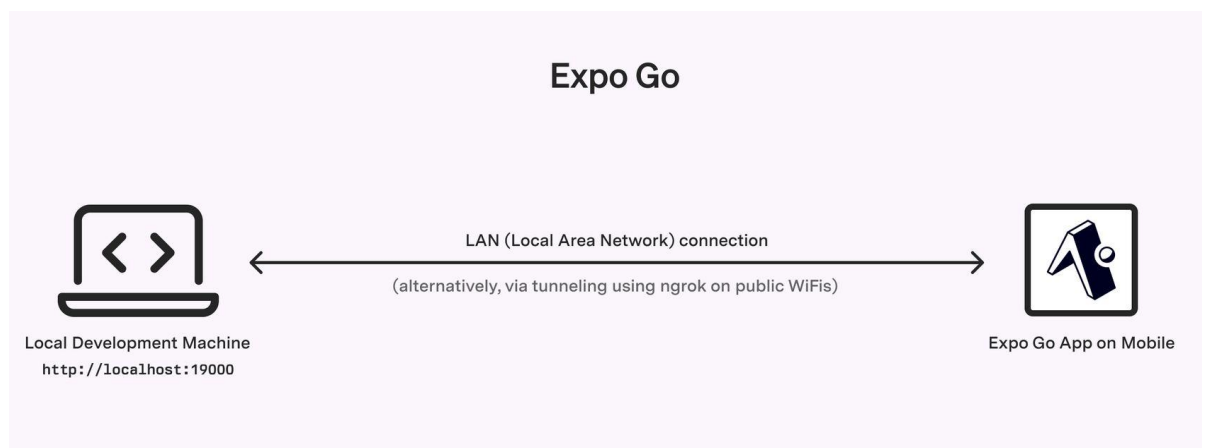 Expo Go
LAN (Local Area Network) connection
(alternatively, via tunneling using ngrok on public WiFis)
Local Development Machine
http://localhost:19000
Expo Go App on Mobile